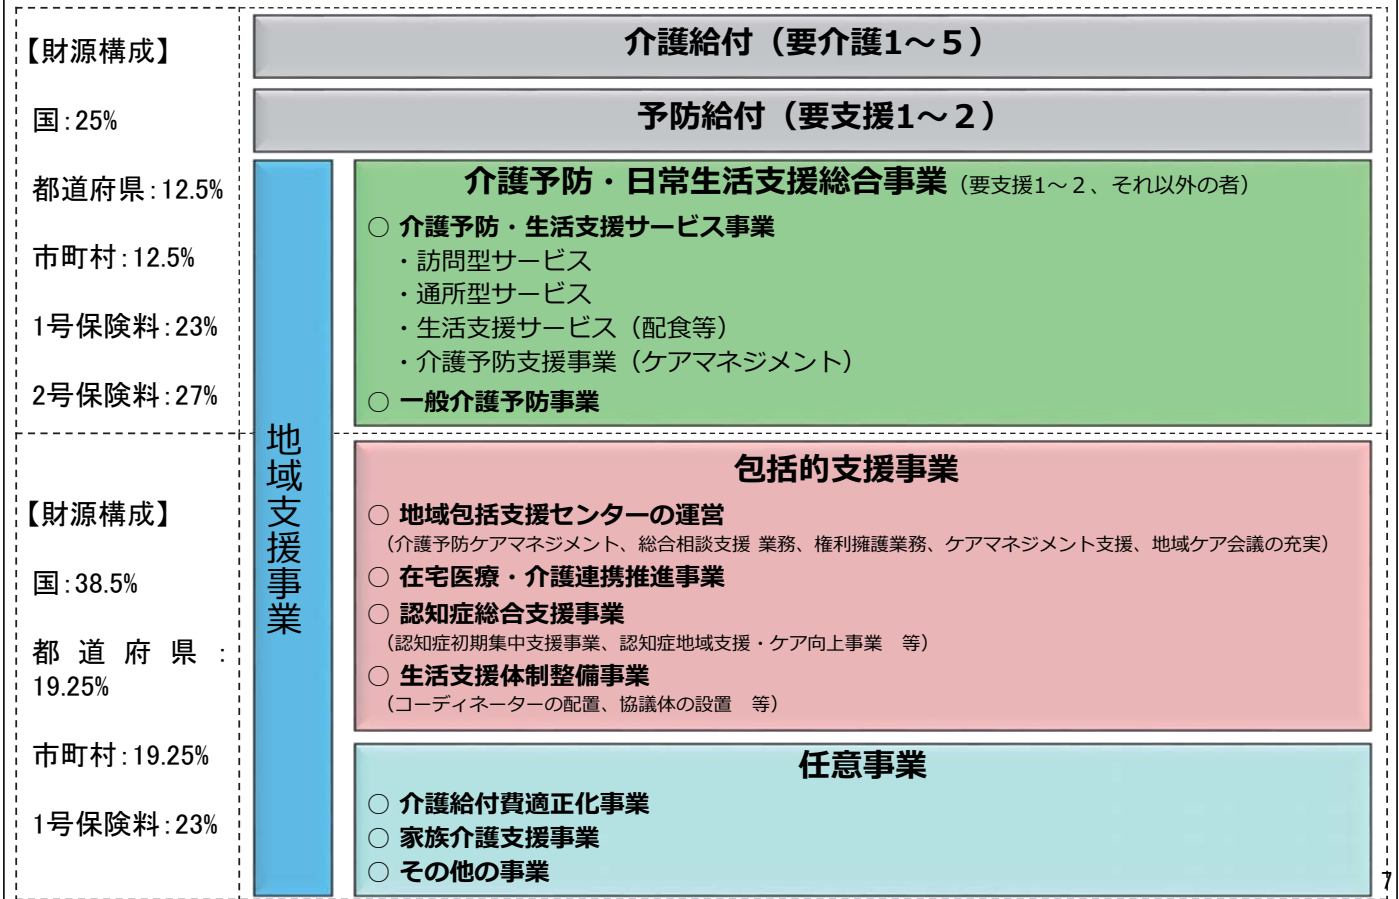 【財源構成】
国:25%
都道府県:12.5%
市町村:12.5%
1号保険料:23%
2号保険料:27%
【財源構成】
国:38.5%
都道府県:
19.25%
市町村:19.25%
1号保険料:23%
介護給付（要介護1～5）
予防給付（要支援1～2）
地域支援事業
介護予防・日常生活支援総合事業（要支援1～2、それ以外の者）
○ 介護予防・生活支援サービス事業
・訪問型サービス
・通所型サービス
・生活支援サービス（配食等）
・介護予防支援事業（ケアマネジメント）
○ 一般介護予防事業
包括的支援事業
○ 地域包括支援センターの運営
（介護予防ケアマネジメント、総合相談支援 業務、権利擁護業務、ケアマネジメント支援、地域ケア会議の充実）
○ 在宅医療・介護連携推進事業
○ 認知症総合支援事業
（認知症初期集中支援事業、認知症地域支援・ケア向上事業　等）
○ 生活支援体制整備事業
（コーディネーターの配置、協議体の設置　等）
任意事業
○ 介護給付費適正化事業
○ 家族介護支援事業
○ その他の事業
7